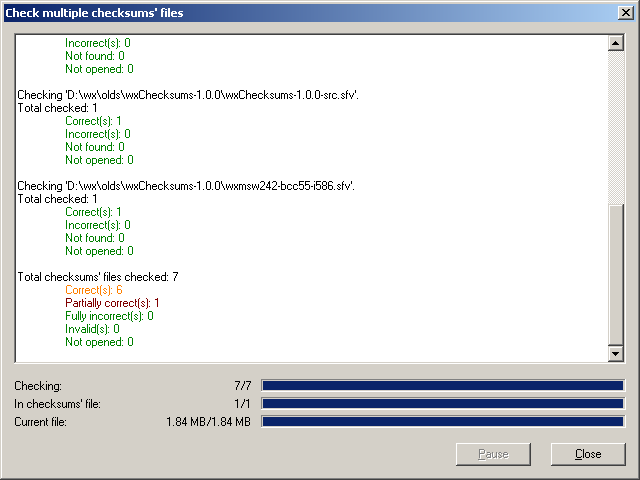 Check multiple checksums' files
Incorrect(s): 0
Not found: 0
Not opened: 0
Checking 'D:\wx\olds\wxChecksums-1.0.0\wxChecksums-1.0.0-src.sfv'.
Total checked: 1
Correct(s): 1
Incorrect(s): 0
Not found: 0
Not opened: 0
Checking 'D:\wx\olds\wxChecksums-1.0.0\wxmsw242-bcc55-i586.sfv'.
Total checked: 1
Correct(s): 1
Incorrect(s): 0
Not found: 0
Not opened: 0
Total checksums' files checked: 7
Correct(s): 6
Partially correct(s): 1
Fully incorrect(s): 0
Invalid(s): 0
Not opened: 0
Checking: 7/7
In checksums' file: 1/1
Current file: 1.84 MB/1.84 MB
Pause Close